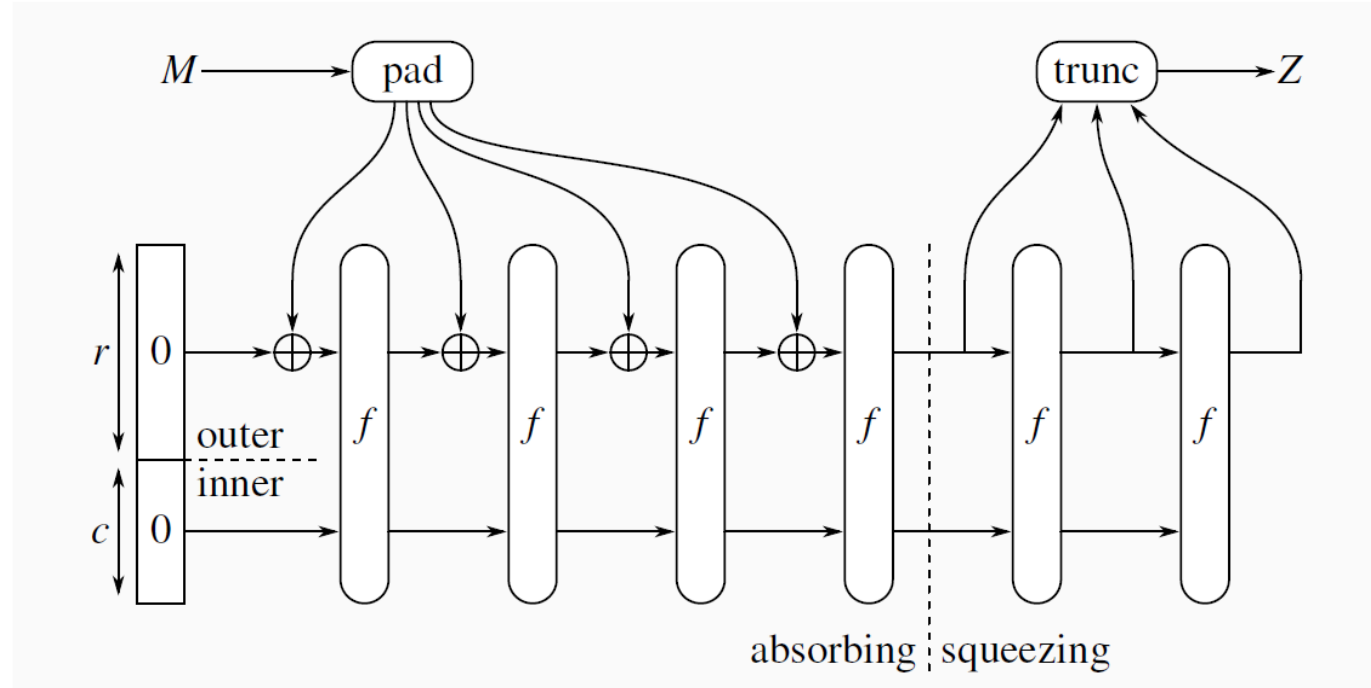 M pad trunc Z
r 0
outer
f f f f f f
inner
c 0
absorbing squeezing